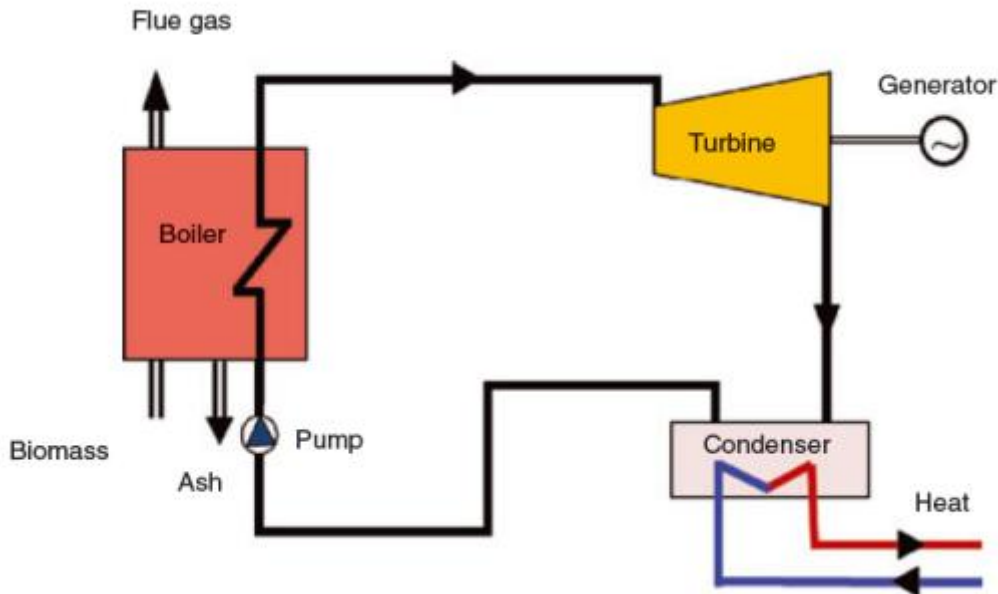 Flue gas
Generator
Turbine
Boiler
Pump
Condenser
Biomass
Ash
Heat